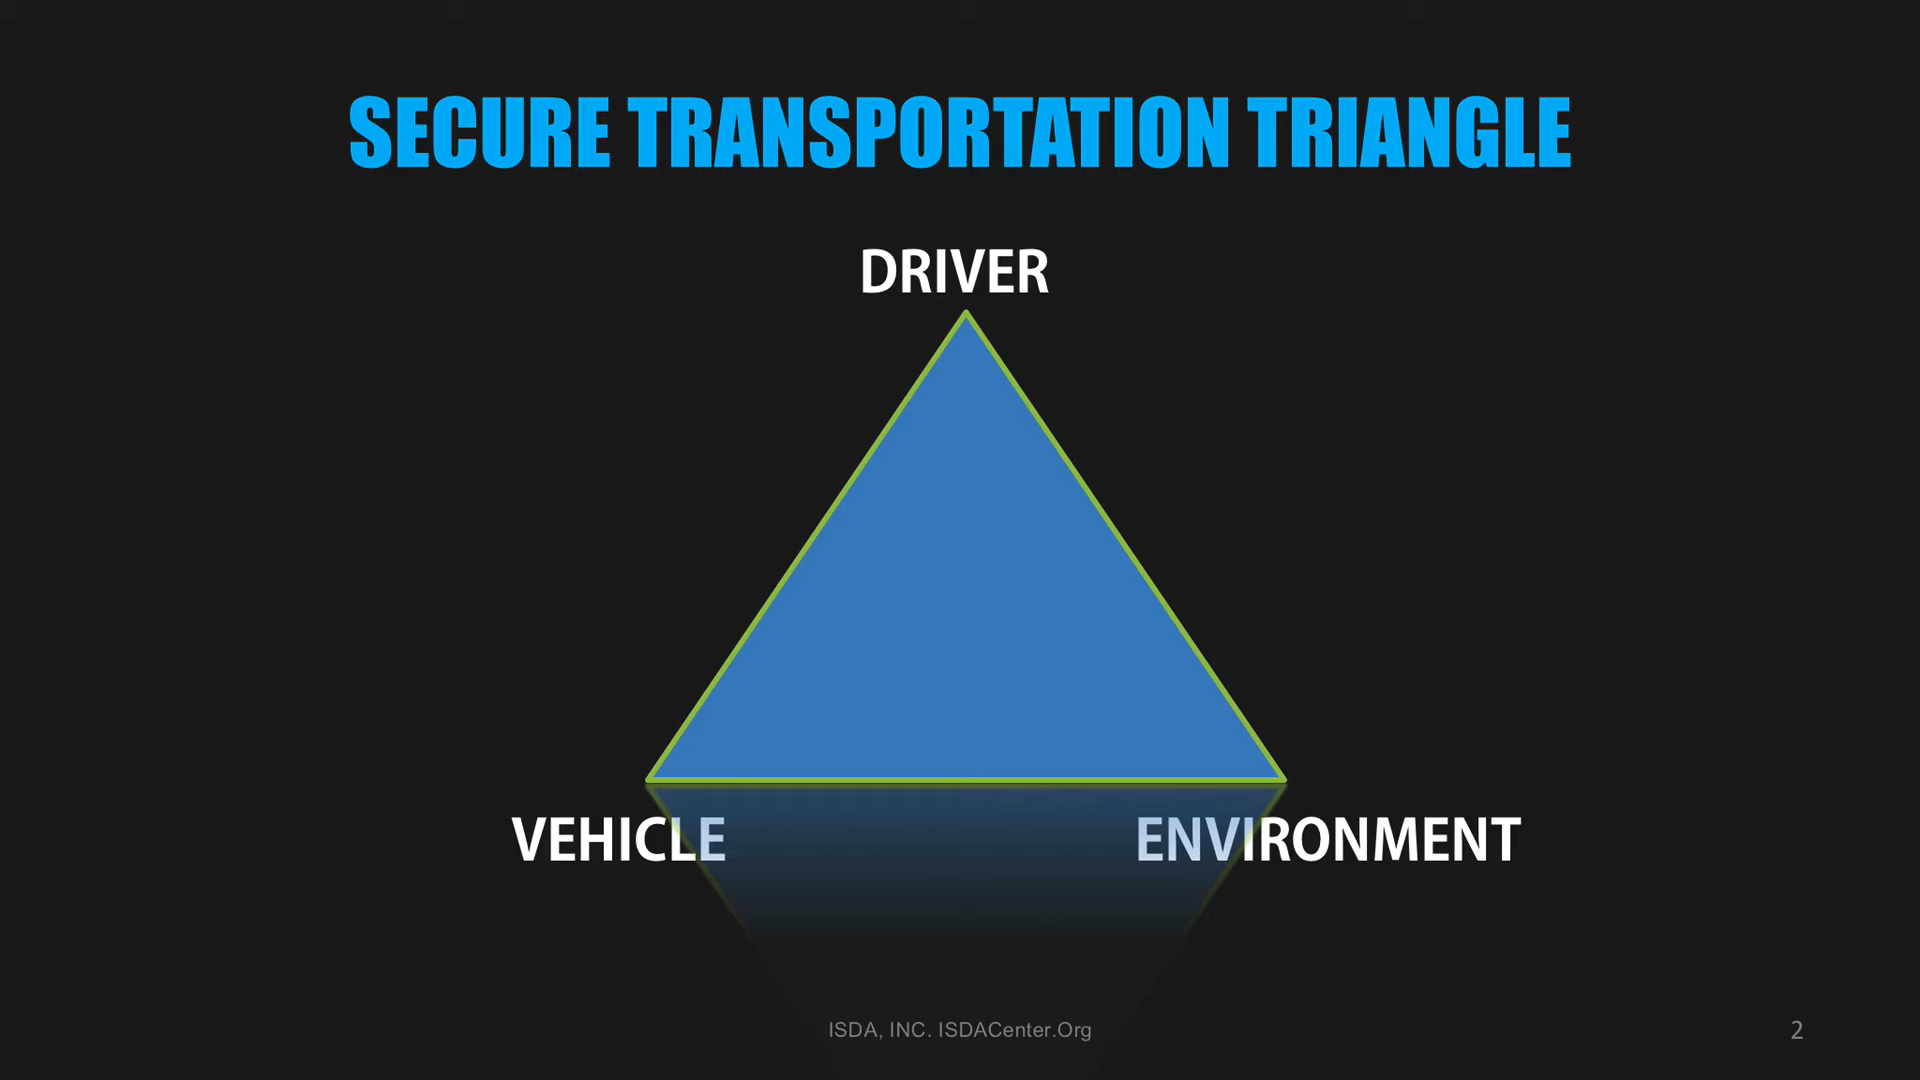 SECURE TRANSPORTATION TRIANGLE
DRIVER
VEHICLE
ENVIRONMENT
ISDA, INC. ISDACenter.Org
2